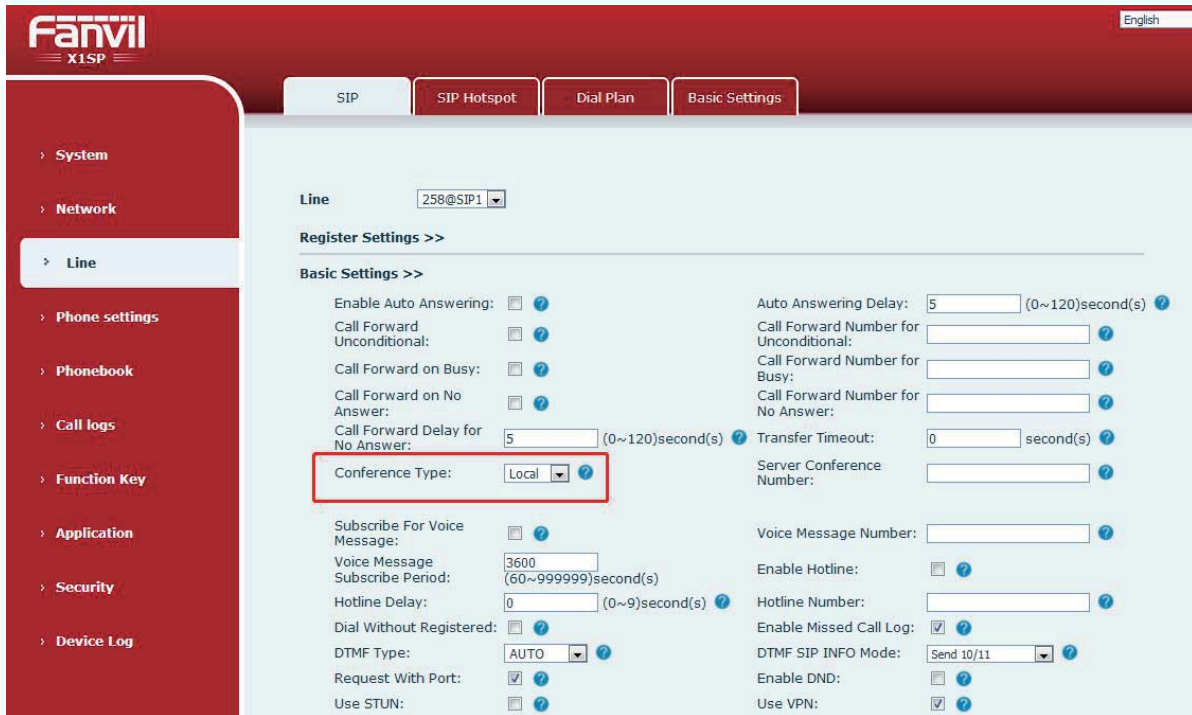 Fanvil
X1SP
English
SIP
SIP Hotspot
Dial Plan
Basic Settings
System
Network
Line
Phone settings
Phonebook
Call logs
Function Key
Application
Security
Device Log
Line 258@SIP1
Register Settings >>
Basic Settings >>
Enable Auto Answering:
Auto Answering Delay: 5 (0~120)second(s)
Call Forward
Unconditional:
Call Forward Number for
Unconditional:
Call Forward on Busy:
Call Forward Number for
Busy:
Call Forward on No
Answer:
Call Forward Number for
No Answer:
Call Forward Delay for
No Answer: 5 (0~120)second(s)
Transfer Timeout: 0 second(s)
Conference Type: Local
Server Conference
Number:
Subscribe For Voice
Message:
Voice Message Number:
Voice Message
Subscribe Period: 3600
(60~999999)second(s)
Enable Hotline:
Hotline Delay: 0 (0~9)second(s)
Hotline Number:
Dial Without Registered:
Enable Missed Call Log:
DTMF Type: AUTO
DTMF SIP INFO Mode: Send 10/11
Request With Port:
Enable DND:
Use STUN:
Use VPN: